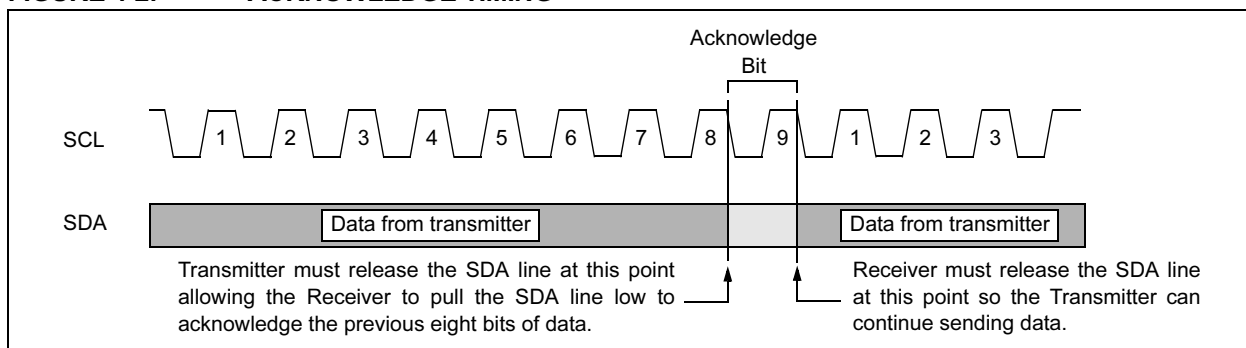 Acknowledge
Bit
SCL
1 2 3 4 5 6 7 8 9 1 2 3
SDA
Data from transmitter
Data from transmitter
Transmitter must release the SDA line at this point
allowing the Receiver to pull the SDA line low to
acknowledge the previous eight bits of data.
Receiver must release the SDA line
at this point so the Transmitter can
continue sending data.